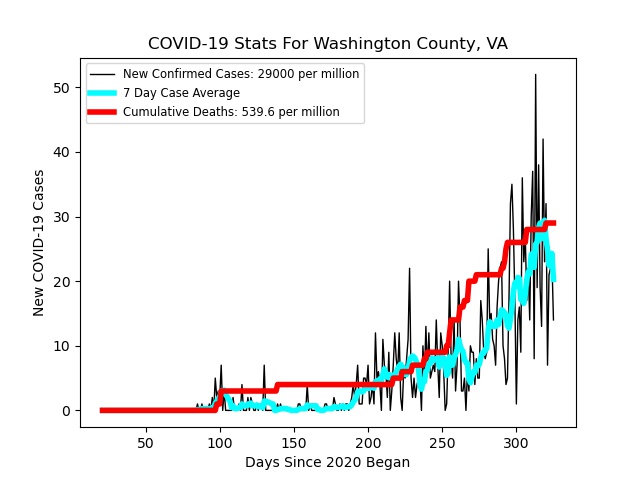 COVID-19 Stats For Washington County, VA
New Confirmed Cases: 29000 per million
7 Day Case Average
Cumulative Deaths: 539.6 per million
New COVID-19 Cases
50
40
30
20
10
0
50
100
150
200
250
300
Days Since 2020 Began